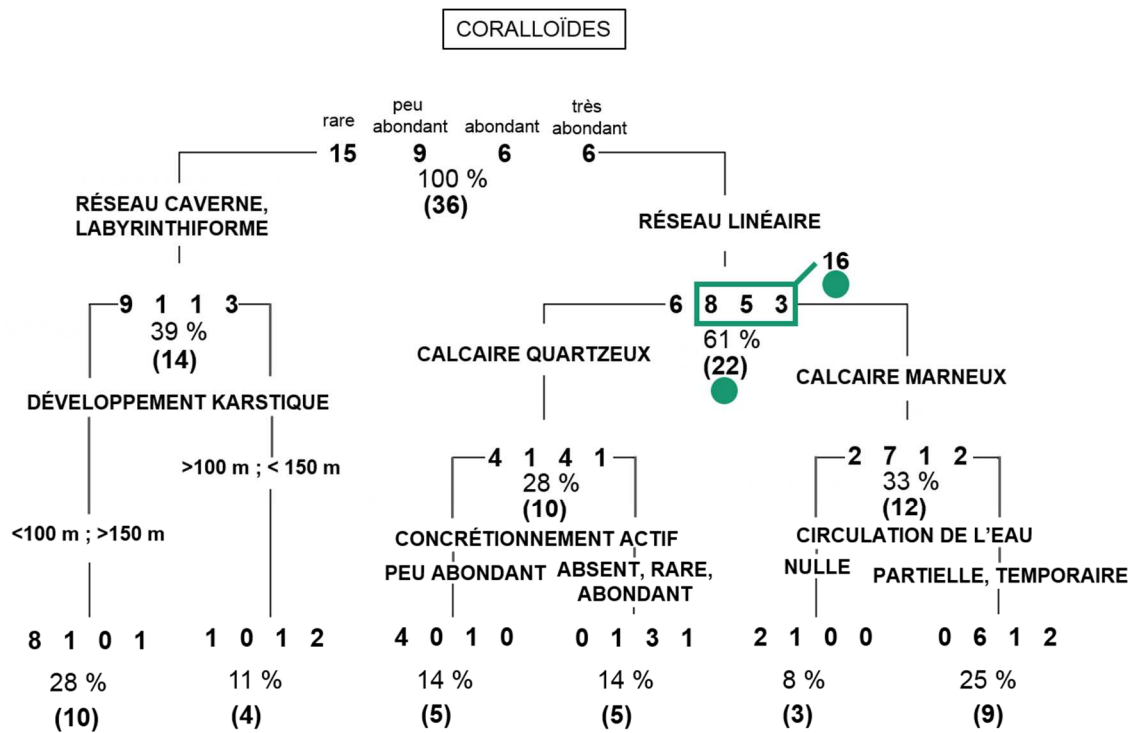 CORALLOÏDES
rare peu abondant abondant très abondant
15 9 6 6
100 %
(36)
RÉSEAU CAVERNE,
LABYRINTHIFORME
RÉSEAU LINÉAIRE
16
9 1 1 3
39 %
(14)
6 8 5 3
61 %
(22)
CALCAIRE QUARTZEUX
CALCAIRE MARNEUX
DÉVELOPPEMENT KARSTIQUE
>100 m ; < 150 m
<100 m ; >150 m
4 1 4 1
28 %
(10)
2 7 1 2
33 %
(12)
CONCRÉTIONNEMENT ACTIF
PEU ABONDANT
ABSENT, RARE,
ABONDANT
CIRCULATION DE L'EAU
NULLE
PARTIELLE, TEMPORAIRE
8 1 0 1
28 %
(10)
1 0 1 2
11 %
(4)
4 0 1 0
14 %
(5)
0 1 3 1
14 %
(5)
2 1 0 0
8 %
(3)
0 6 1 2
25 %
(9)